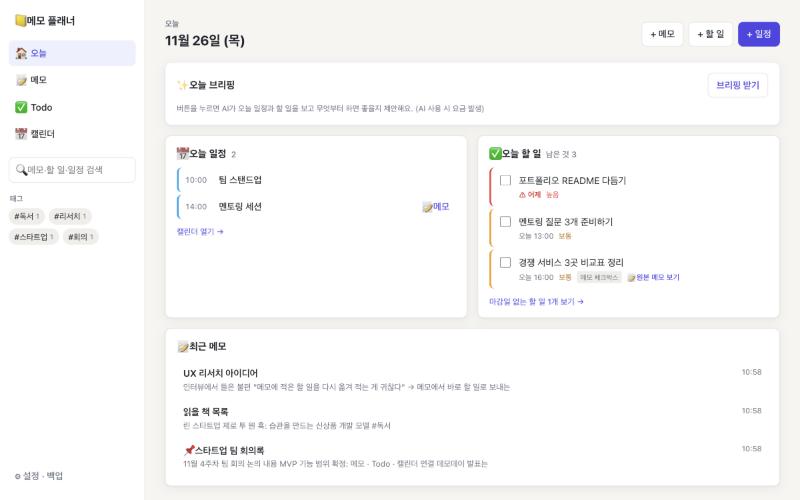 메모 플래너
오늘
메모
Todo
캘린더
메모·할 일·일정 검색
태그
#독서 1 #리서치 1
#스타트업 1 #회의 1
설정 · 백업
오늘
11월 26일 (목)
+ 메모 + 할 일 + 일정
오늘 브리핑
브리핑 받기
버튼을 누르면 AI가 오늘 일정과 할 일을 보고 무엇부터 하면 좋을지 제안해요. (AI 사용 시 요금 발생)
오늘 일정 2
10:00 팀 스탠드업
14:00 멘토링 세션 메모
캘린더 열기 →
오늘 할 일 남은 것 3
포트폴리오 README 다듬기
⚠ 어제 높음
멘토링 질문 3개 준비하기
오늘 13:00 보통
경쟁 서비스 3곳 비교표 정리
오늘 16:00 보통 메모 체크박스 원본 메모 보기
마감일 없는 할 일 1개 보기 →
최근 메모
UX 리서치 아이디어 10:58
인터뷰에서 들은 불편 "메모에 적은 할 일을 다시 옮겨 적는 게 귀찮다" → 메모에서 바로 할 일로 보내는
읽을 책 목록 10:58
린 스타트업 제로 투 원 훅: 습관을 만드는 신상품 개발 모델 #독서
스타트업 팀 회의록 10:58
11월 4주차 팀 회의 논의 내용 MVP 기능 범위 확정: 메모 · Todo · 캘린더 연결 데모데이 발표는